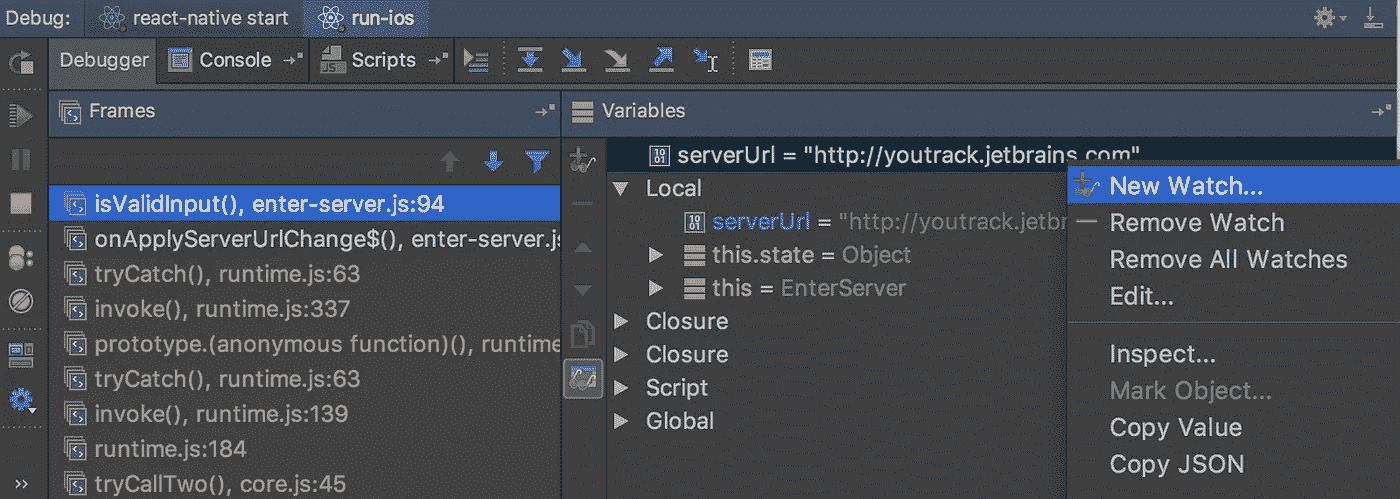 Debug: react-native start run-ios
Debugger Console Scripts
Frames
isValidInput(), enter-server.js:94
onApplyServerUrlChange$(), enter-server.js
tryCatch(), runtime.js:63
invoke(), runtime.js:337
prototype.(anonymous function)(), runtime
tryCatch(), runtime.js:63
invoke(), runtime.js:139
runtime.js:184
tryCallTwo(), core.js:45
Variables
serverUrl = "http://youtrack.jetbrains.com"
Local
serverUrl = "http://youtrack.jetbr
this.state = Object
this = EnterServer
Closure
Closure
Script
Global
New Watch...
Remove Watch
Remove All Watches
Edit...
Inspect...
Mark Object...
Copy Value
Copy JSON